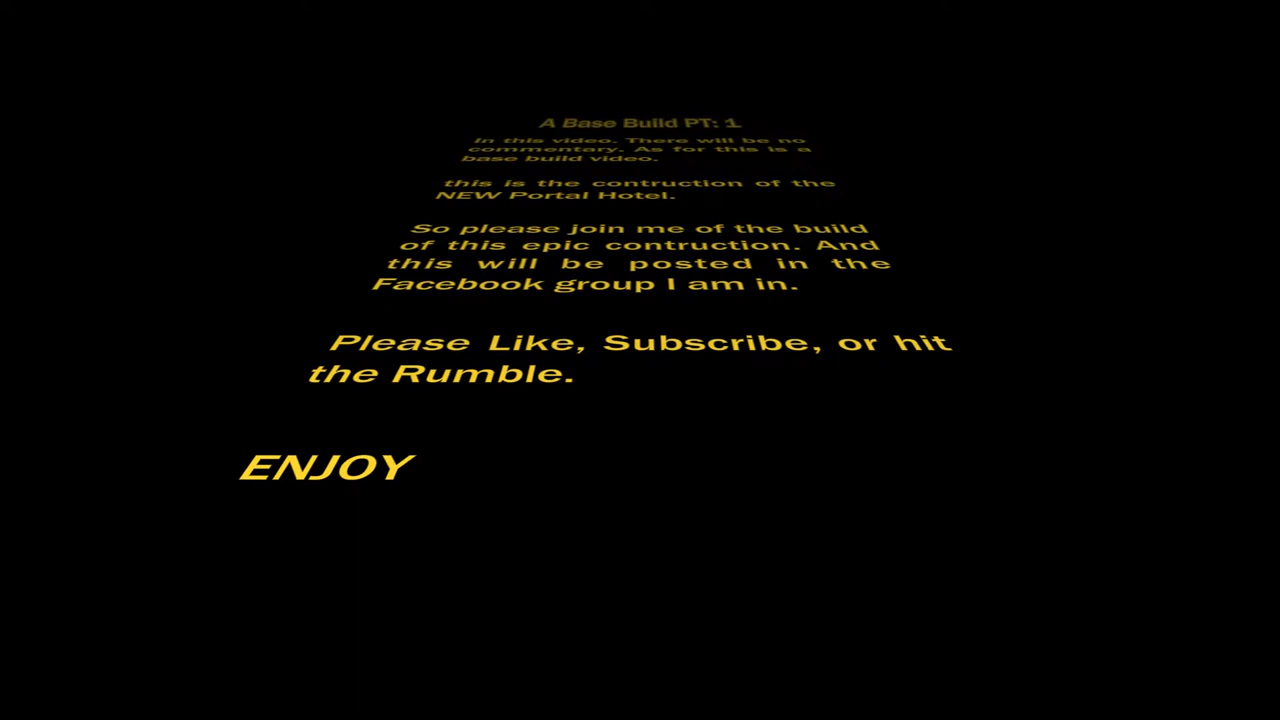 A Base Build PT: 1
In this video. There will be no
commentary. As for this is a
base build video.
this is the contruction of the
NEW Portal Hotel.
So please join me of the build
of this epic contruction. And
this will be posted in the
Facebook group I am in.
Please Like, Subscribe, or hit
the Rumble.
ENJOY